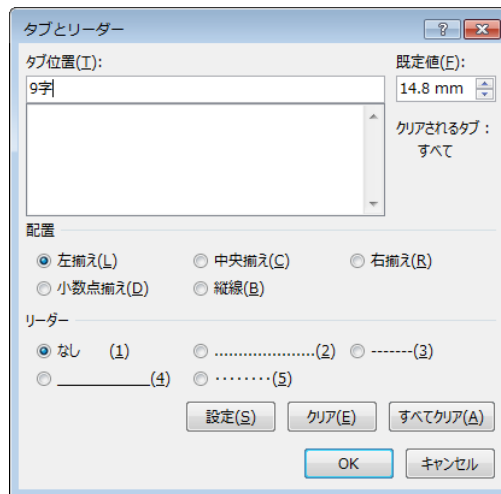 タブとリーダー
タブ位置(T): 既定値(F):
9字 14.8 mm
クリアされるタブ：
すべて
配置
左揃え(L) 中央揃え(C) 右揃え(R)
小数点揃え(D) 縦線(B)
リーダー
なし (1) .....................(2) -------(3)
____________(4) ········(5)
設定(S) クリア(E) すべてクリア(A)
OK キャンセル